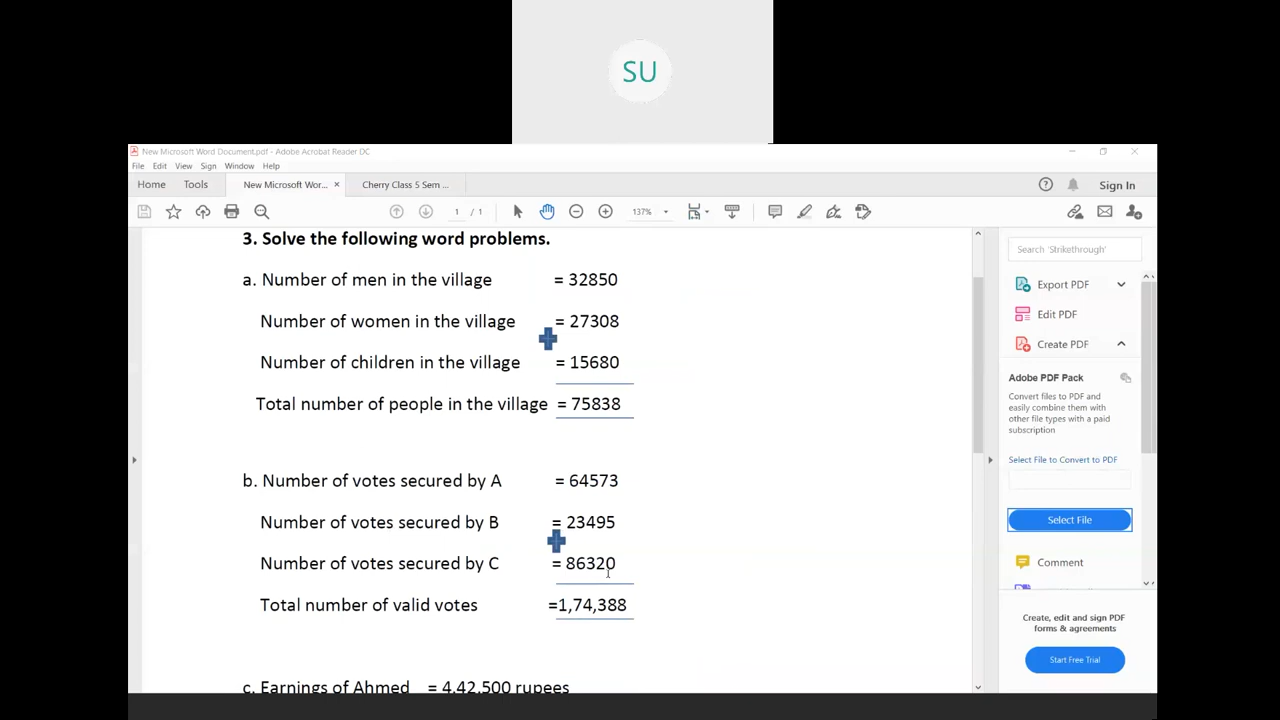 SU
New Microsoft Word Document.pdf - Adobe Acrobat Reader DC
File Edit View Sign Window Help
Home Tools New Microsoft Wor... × Cherry Class 5 Sem ... Sign In
1 / 1 137%
3. Solve the following word problems.
a. Number of men in the village = 32850
Number of women in the village = 27308
Number of children in the village = 15680
Total number of people in the village = 75838
b. Number of votes secured by A = 64573
Number of votes secured by B = 23495
Number of votes secured by C = 86320
Total number of valid votes =1,74,388
c. Earnings of Ahmed = 4,42,500 rupees
Search 'Strikethrough'
Export PDF
Edit PDF
Create PDF
Adobe PDF Pack
Convert files to PDF and
easily combine them with
other file types with a paid
subscription
Select File to Convert to PDF
Select File
Comment
Create, edit and sign PDF
forms & agreements
Start Free Trial